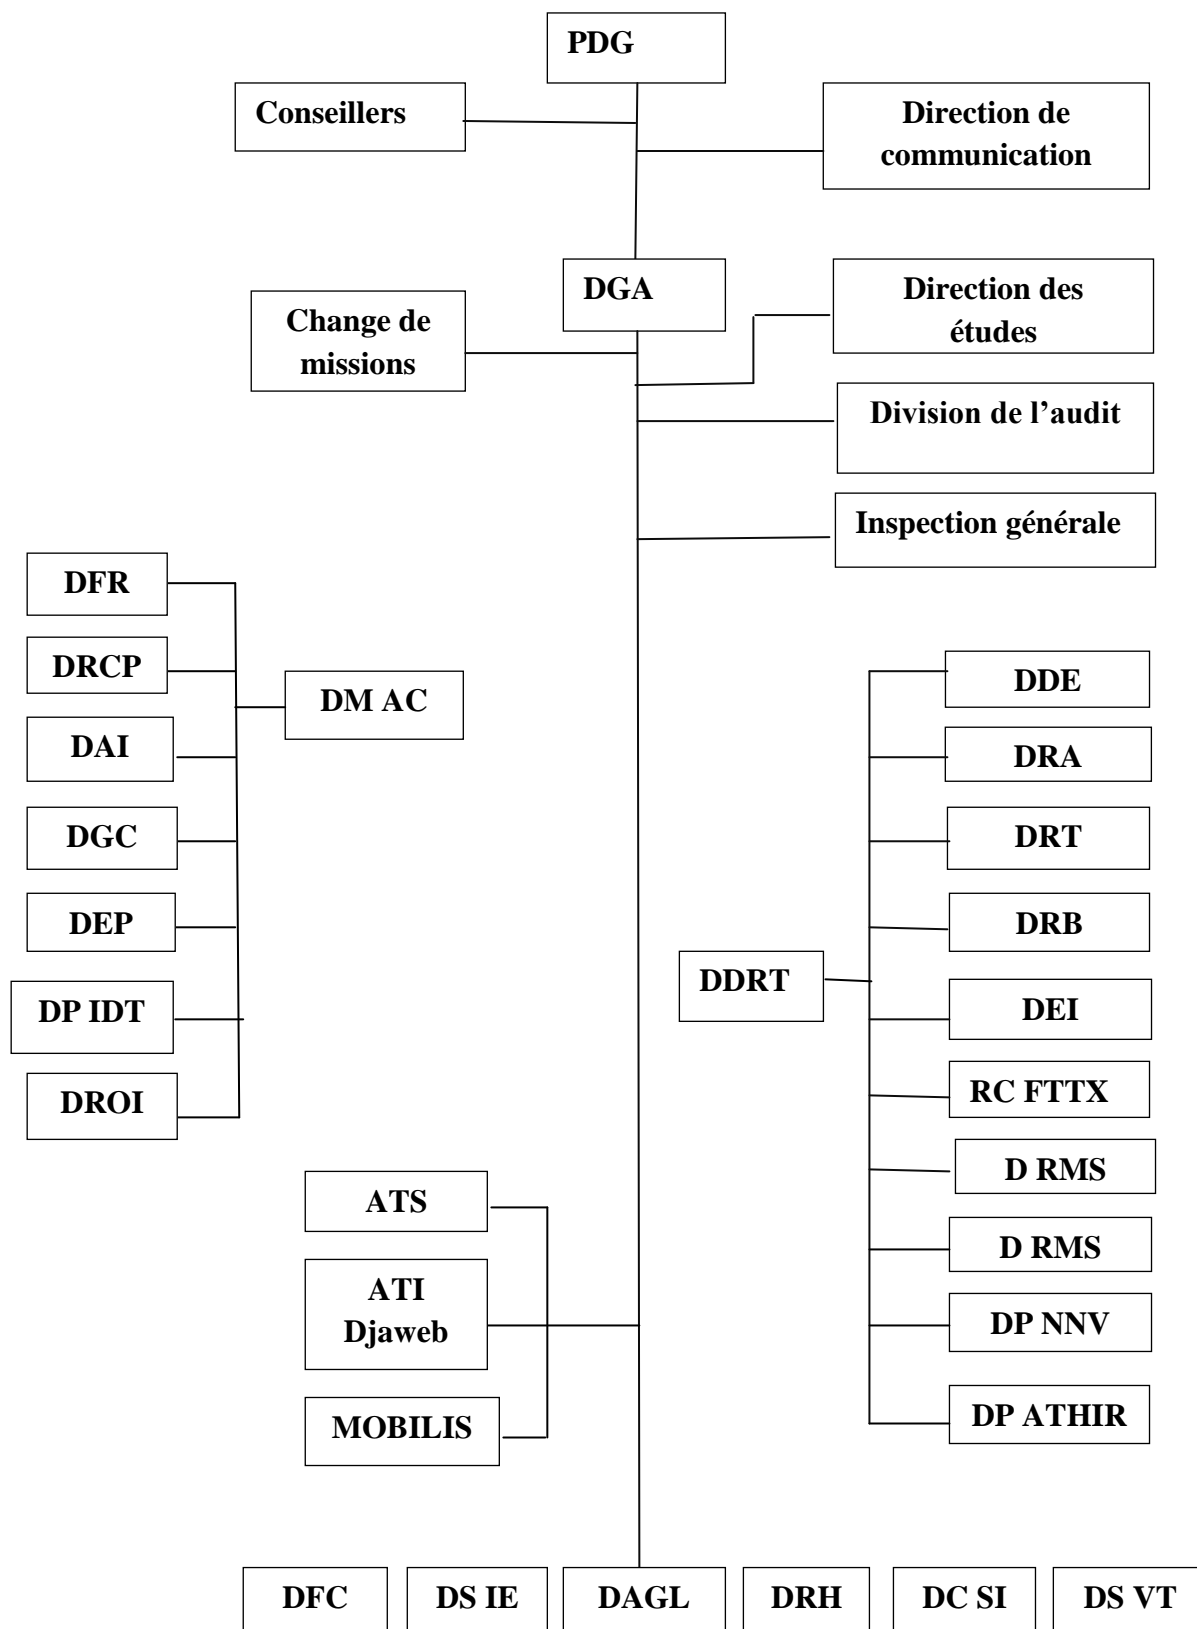 PDG
Conseillers
Direction de
communication
DGA
Change de
missions
Direction des
études
Division de l’audit
Inspection générale
DFR
DRCP
DAI
DGC
DEP
DP IDT
DROI
DM AC
DDRT
DDE
DRA
DRT
DRB
DEI
RC FTTX
D RMS
D RMS
DP NNV
DP ATHIR
ATS
ATI
Djaweb
MOBILIS
DFC
DS IE
DAGL
DRH
DC SI
DS VT